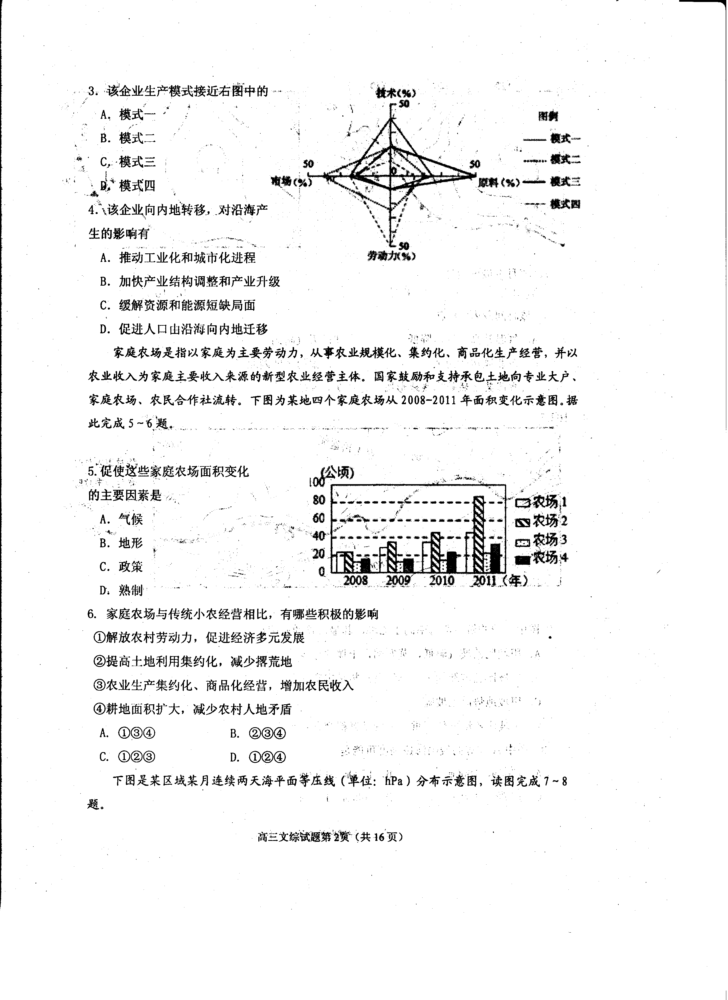 3. 该企业生产模式接近右图中的
A. 模式一
B. 模式二
C. 模式三
D. 模式四
技术(%)
50
50
市场(%)
0
50
原料(%)
50
劳动力(%)
图例
模式一
模式二
模式三
模式四
4. 该企业向内地转移，对沿海产
生的影响有
A. 推动工业化和城市化进程
B. 加快产业结构调整和产业升级
C. 缓解资源和能源短缺局面
D. 促进人口由沿海向内地迁移
家庭农场是指以家庭为主要劳动力，从事农业规模化、集约化、商品化生产经营，并以
农业收入为家庭主要收入来源的新型农业经营主体。国家鼓励和支持承包土地向专业大户、
家庭农场、农民合作社流转。下图为某地四个家庭农场从2008-2011年面积变化示意图。据
此完成5~6题。
5. 促使这些家庭农场面积变化
的主要因素是
A. 气候
B. 地形
C. 政策
D. 熟制
(公顷)
100
80
60
40
20
0
2008 2009 2010 2011 (年)
农场1
农场2
农场3
农场4
6. 家庭农场与传统小农经营相比，有哪些积极的影响
①解放农村劳动力，促进经济多元发展
②提高土地利用集约化，减少撂荒地
③农业生产集约化、商品化经营，增加农民收入
④耕地面积扩大，减少农村人地矛盾
A. ①③④ B. ②③④
C. ①②③ D. ①②④
下图是某区域某月连续两天海平面等压线（单位：hPa）分布示意图，读图完成7~8
题。
高三文综试题第2页（共16页）